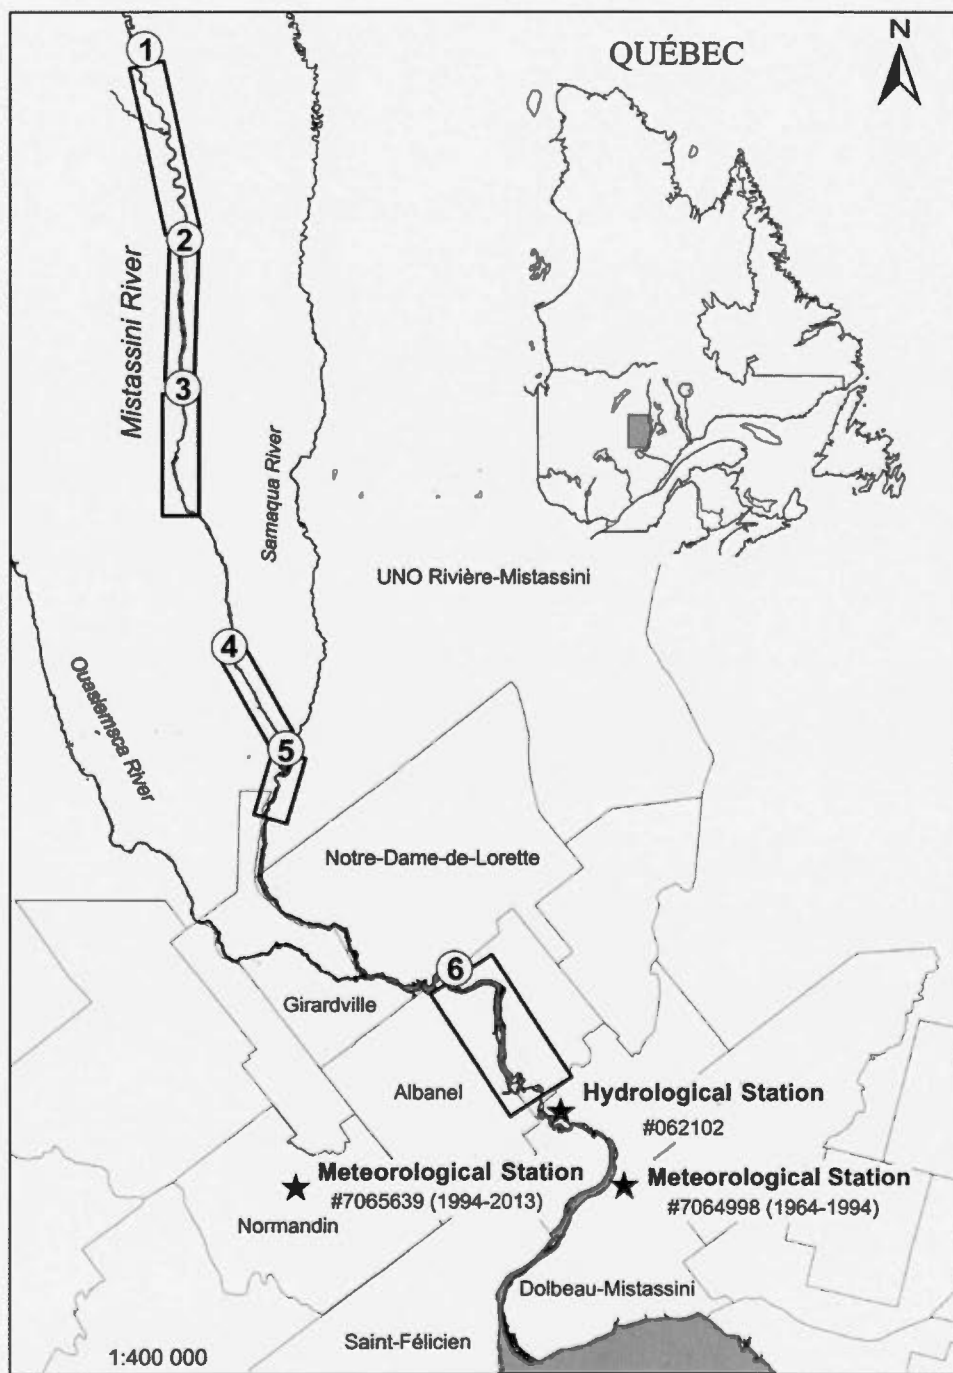 N
QUÉBEC
1
2
Mistassini River
3
Samaqua River
UNO Rivière-Mistassini
4
Ouasiemsca River
5
Notre-Dame-de-Lorette
6
Girardville
Albanel
Hydrological Station
#062102
Meteorological Station
#7065639 (1994-2013)
Meteorological Station
#7064998 (1964-1994)
Normandin
Dolbeau-Mistassini
Saint-Félicien
1:400 000